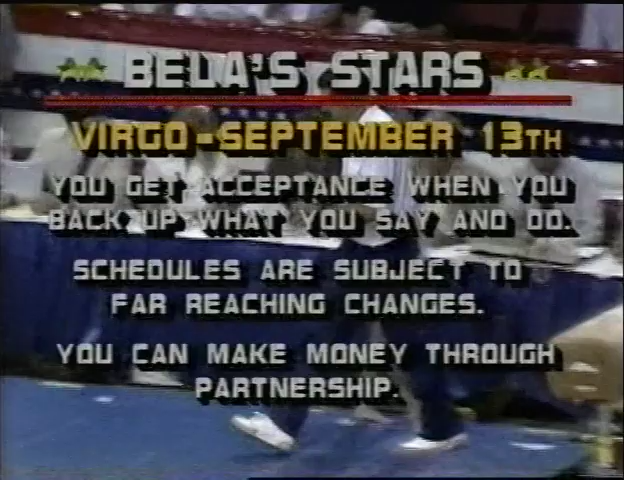 BELA'S STARS
VIRGO-SEPTEMBER 13TH
YOU GET ACCEPTANCE WHEN YOU
BACK UP WHAT YOU SAY AND DO.
SCHEDULES ARE SUBJECT TO
FAR REACHING CHANGES.
YOU CAN MAKE MONEY THROUGH
PARTNERSHIP.